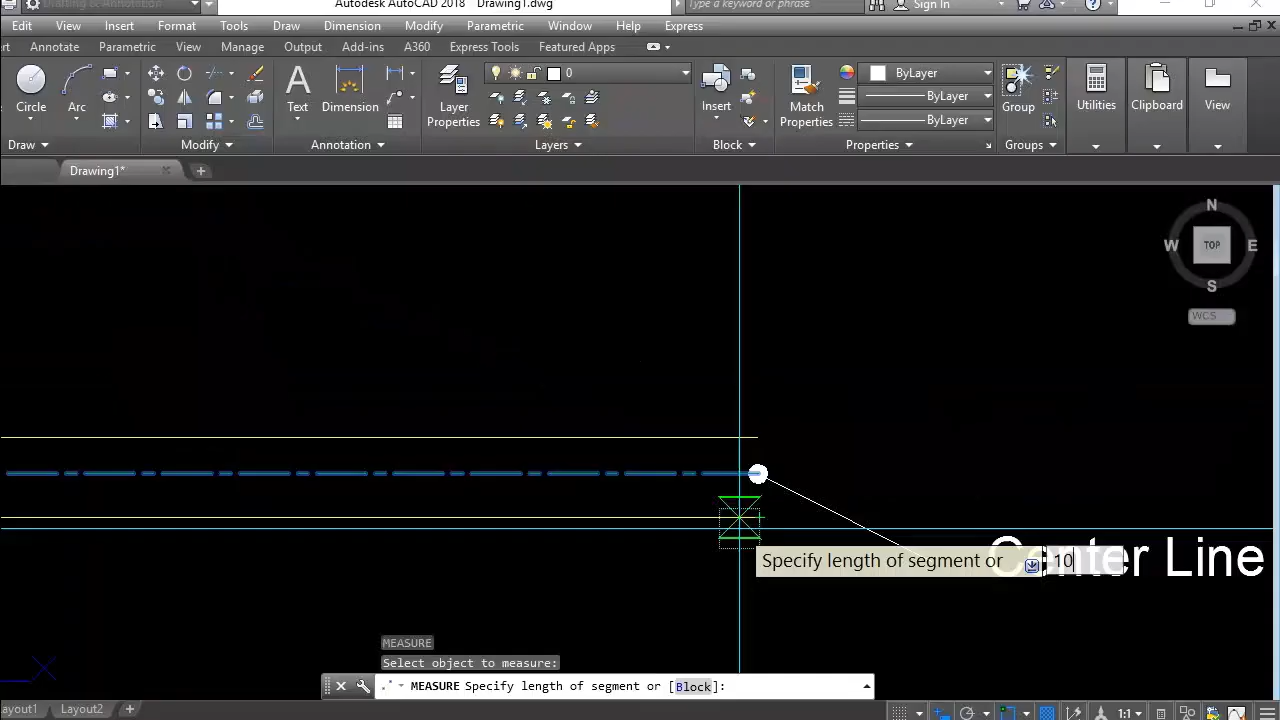 Drafting & Annotation
Autodesk AutoCAD 2018 Drawing1.dwg
Type a keyword or phrase
Sign In
Edit View Insert Format Tools Draw Dimension Modify Parametric Window Help Express
Annotate Parametric View Manage Output Add-ins A360 Express Tools Featured Apps
0
ByLayer
ByLayer
ByLayer
Circle Arc
Text Dimension
Layer
Properties
Insert
Match
Properties
Group
Utilities Clipboard View
Draw Modify Annotation Layers Block Properties Groups
Drawing1*
N
W TOP E
S
WCS
Center Line
Specify length of segment or 10
MEASURE
Select object to measure:
MEASURE Specify length of segment or [Block]:
ayout1 Layout2
1:1